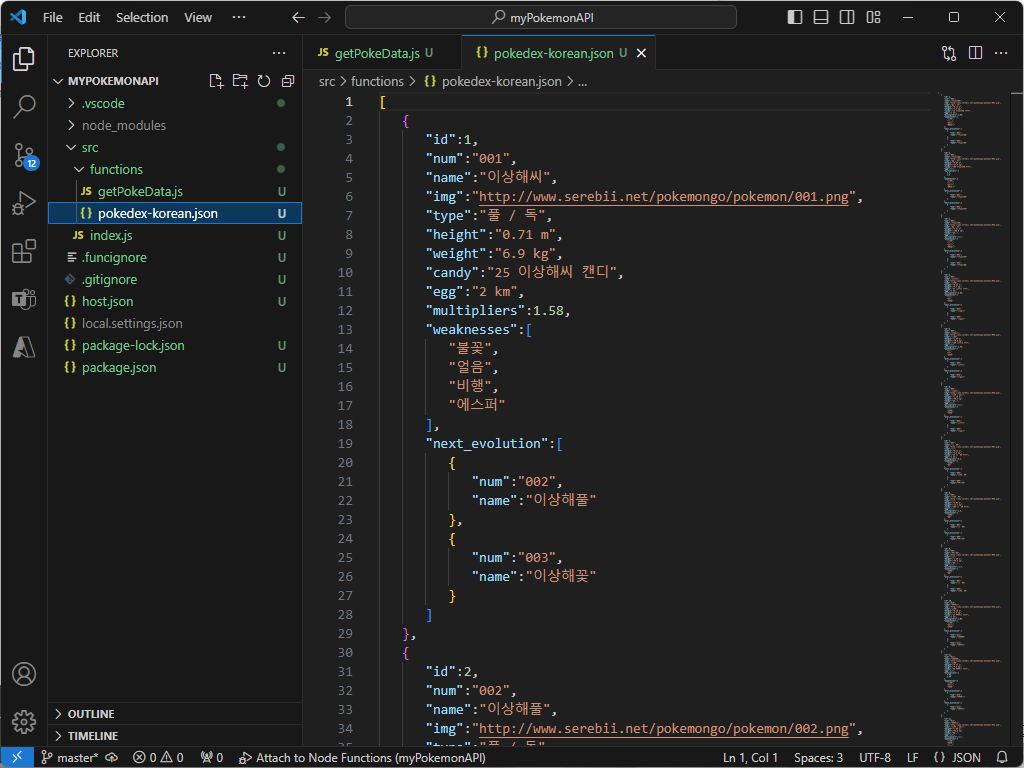 File Edit Selection View ··· myPokemonAPI
EXPLORER ···
MYPOKEMONAPI
.vscode
node_modules
src
functions
JS getPokeData.js U
{} pokedex-korean.json U
JS index.js U
.funcignore U
.gitignore U
{} host.json U
{} local.settings.json
{} package-lock.json U
{} package.json U
12
OUTLINE
TIMELINE
JS getPokeData.js U {} pokedex-korean.json U
src > functions > {} pokedex-korean.json > ...
1 [
2 {
3 "id":1,
4 "num":"001",
5 "name":"이상해씨",
6 "img":"http://www.serebii.net/pokemongo/pokemon/001.png",
7 "type":"풀 / 독",
8 "height":"0.71 m",
9 "weight":"6.9 kg",
10 "candy":"25 이상해씨 캔디",
11 "egg":"2 km",
12 "multipliers":1.58,
13 "weaknesses":[
14 "불꽃",
15 "얼음",
16 "비행",
17 "에스퍼"
18 ],
19 "next_evolution":[
20 {
21 "num":"002",
22 "name":"이상해풀"
23 },
24 {
25 "num":"003",
26 "name":"이상해꽃"
27 }
28 ]
29 },
30 {
31 "id":2,
32 "num":"002",
33 "name":"이상해풀",
34 "img":"http://www.serebii.net/pokemongo/pokemon/002.png",
35 "type":"풀 / 독",
master* 0 0 0 Attach to Node Functions (myPokemonAPI) Ln 1, Col 1 Spaces: 3 UTF-8 LF {} JSON